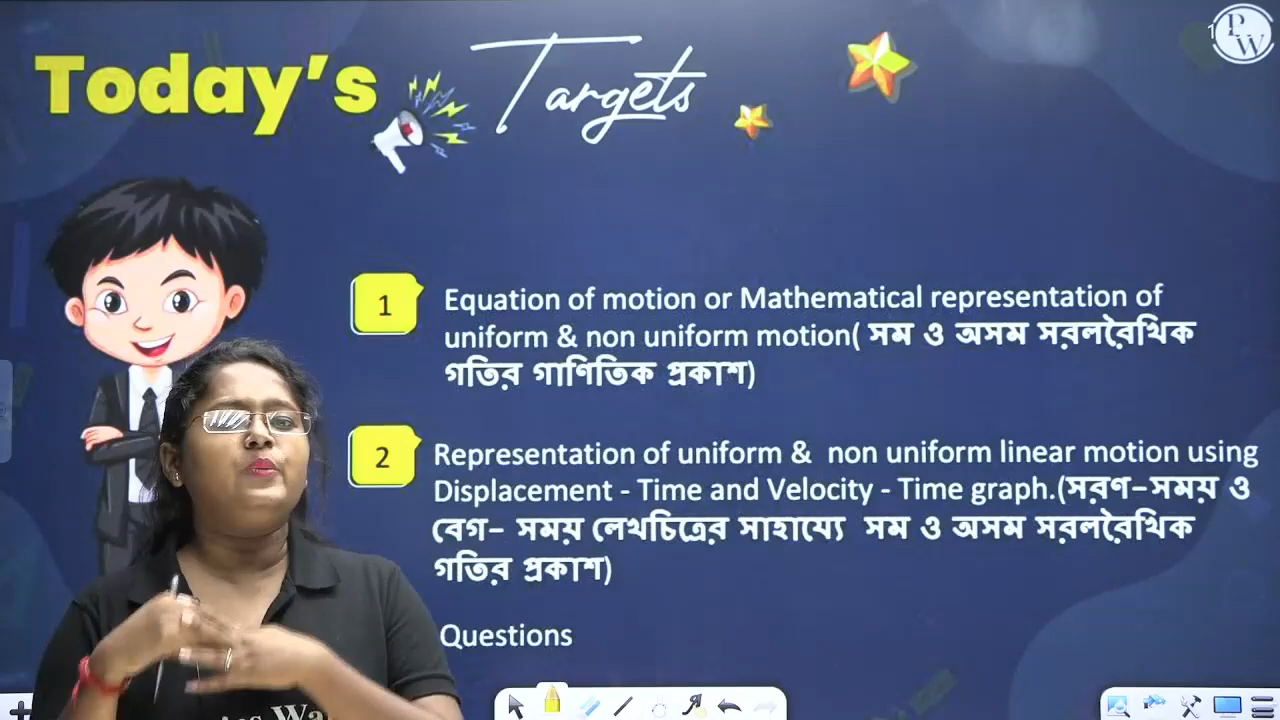 Today's Targets
PW
1
1
Equation of motion or Mathematical representation of
uniform & non uniform motion( সম ও অসম সরলরৈখিক
গতির গাণিতিক প্রকাশ)
2
Representation of uniform & non uniform linear motion using
Displacement - Time and Velocity - Time graph.(সরণ-সময় ও
বেগ- সময় লেখচিত্রের সাহায্যে সম ও অসম সরলরৈখিক
গতির প্রকাশ)
Questions